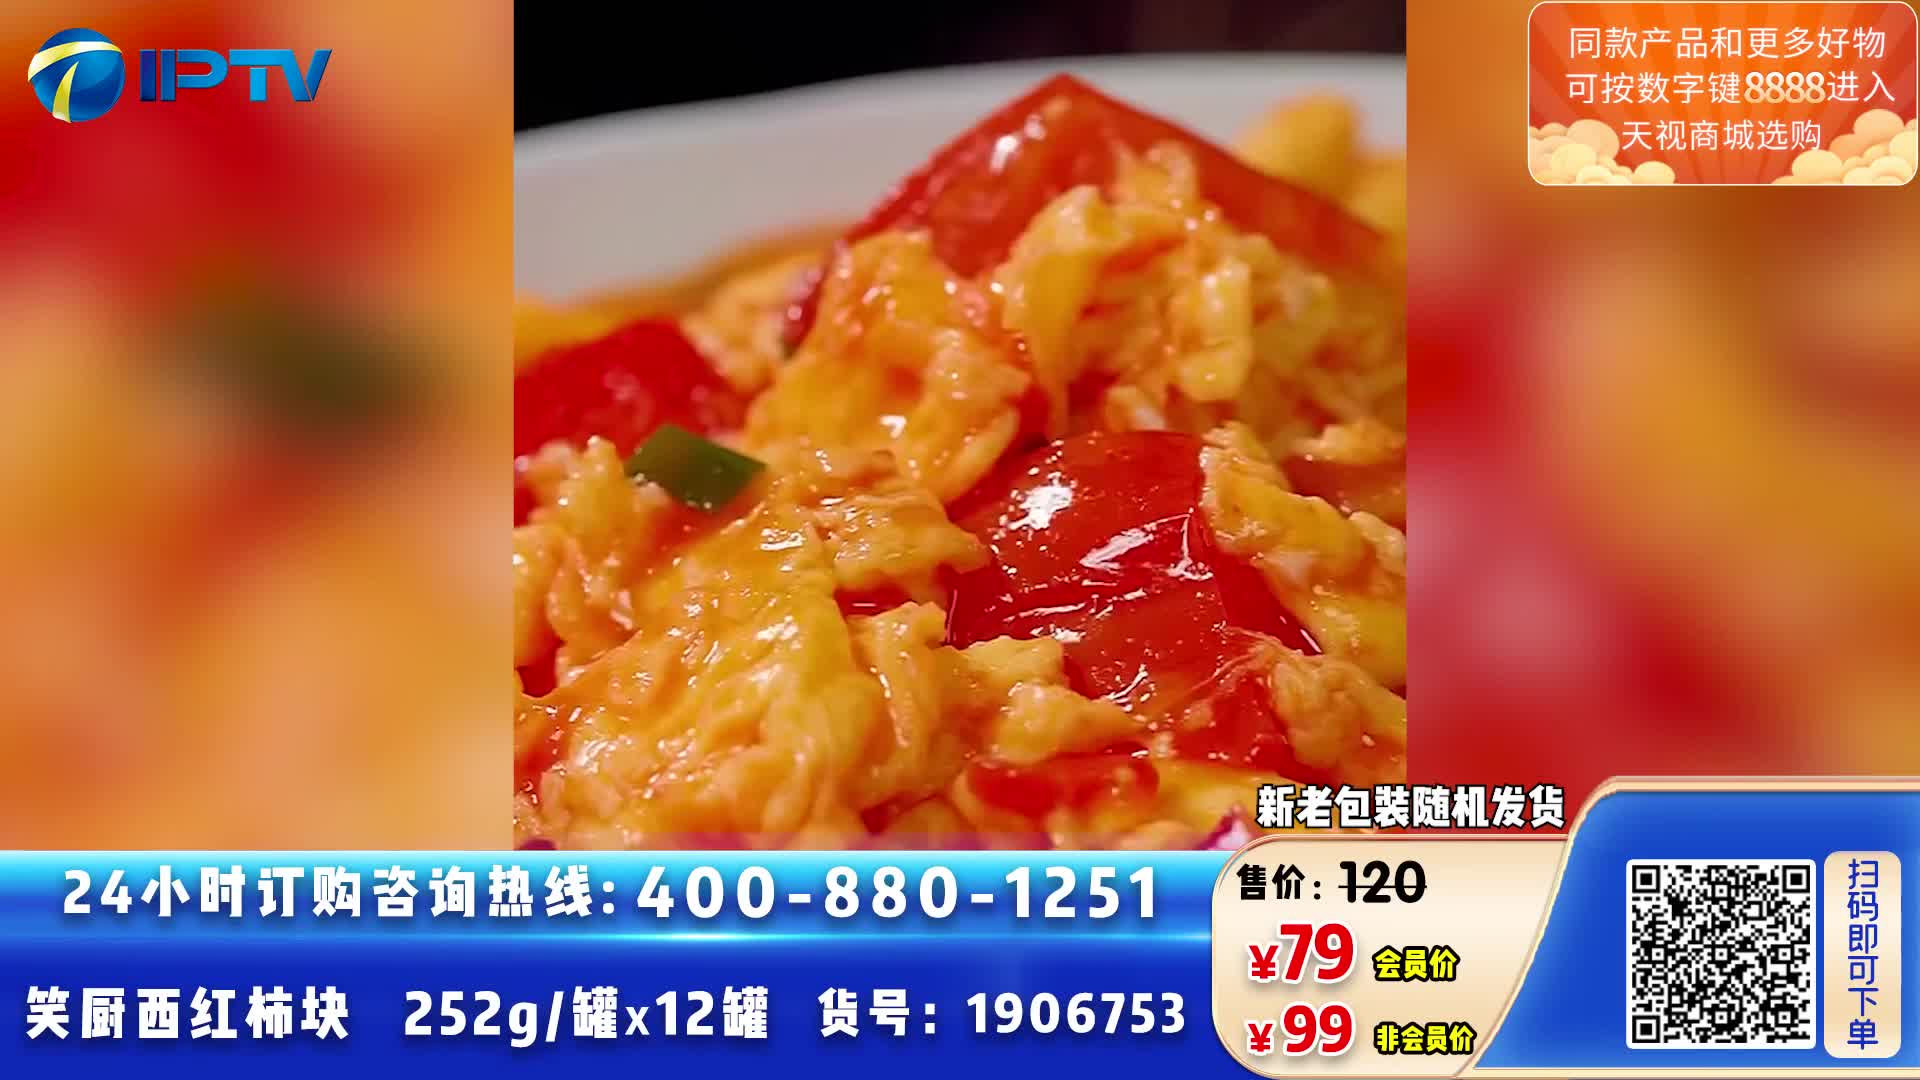 IPTV
同款产品和更多好物
可按数字键8888进入
天视商城选购
新老包裝随机发货
24小时订购咨询热线:400-880-1251
售价:120
¥79 会员价
¥99 非会员价
笑厨西红柿块 252g/罐x12罐 货号:1906753
扫码即可下单